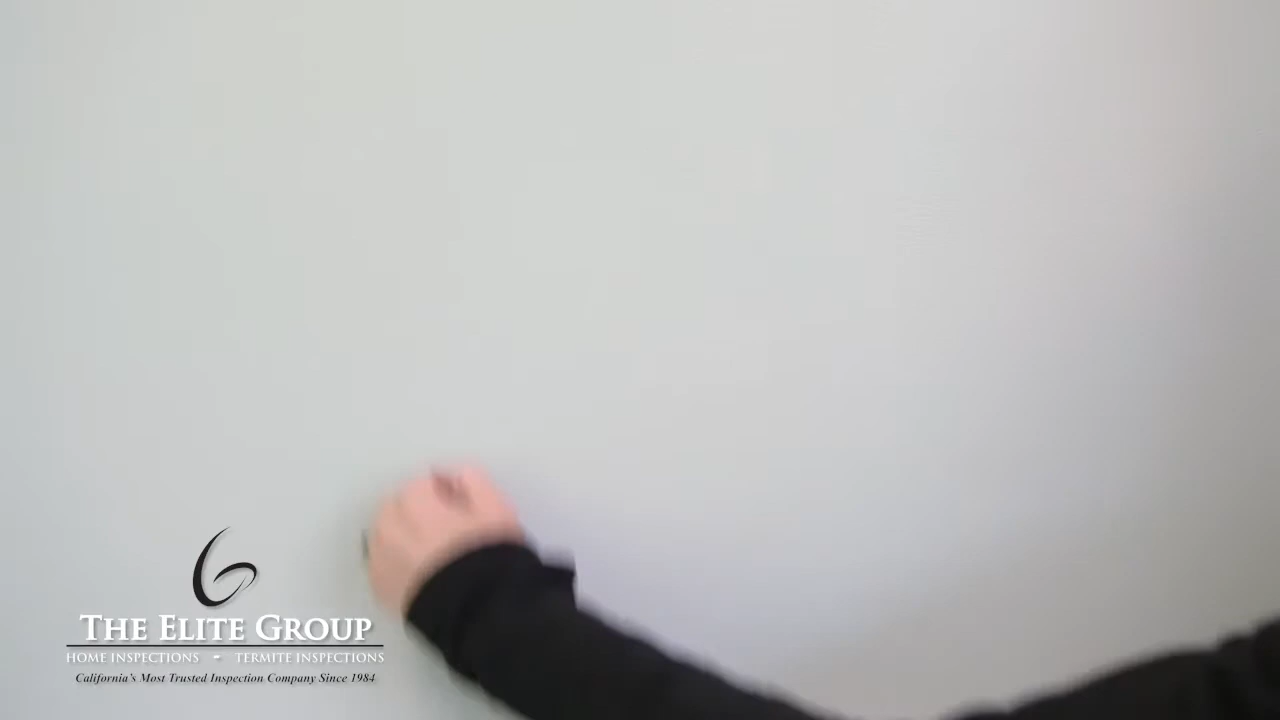 THE ELITE GROUP
HOME INSPECTIONS - TERMITE INSPECTIONS
California's Most Trusted Inspection Company Since 1984